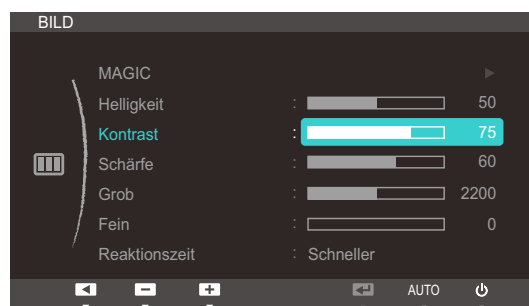 BILD
MAGIC
Helligkeit : 50
Kontrast : 75
Schärfe : 60
Grob : 2200
Fein : 0
Reaktionszeit : Schneller
AUTO